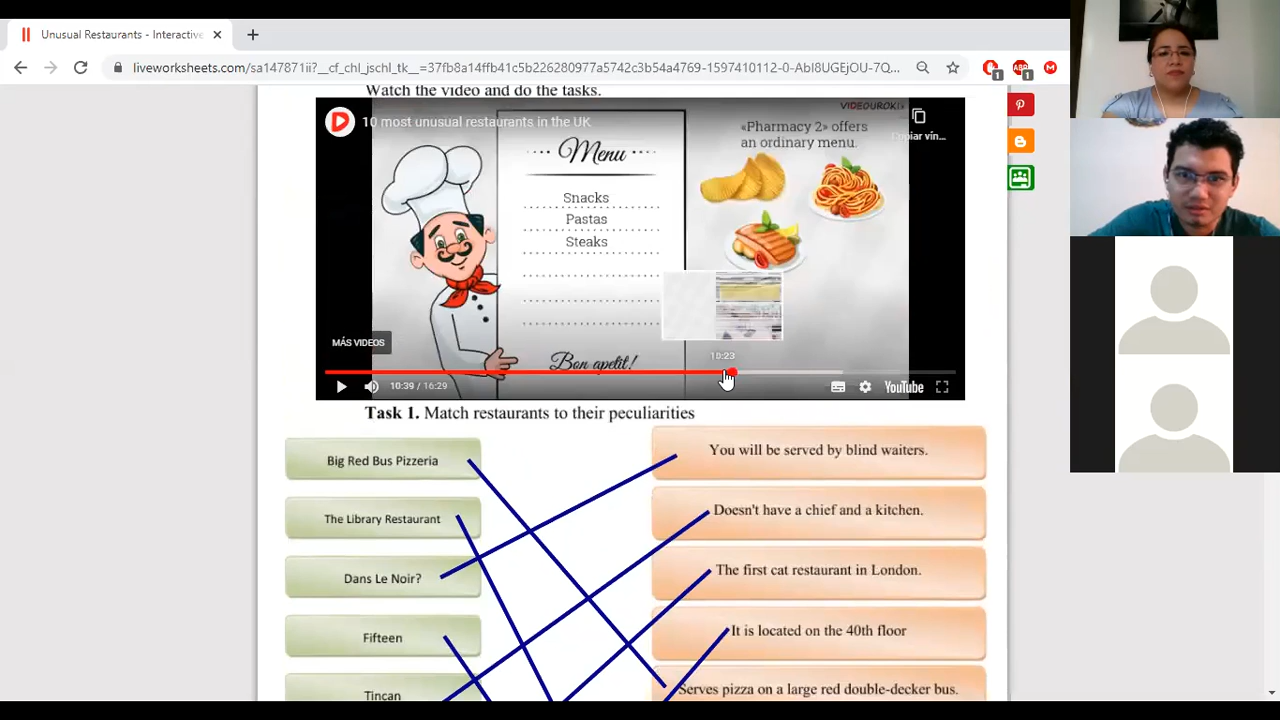 Unusual Restaurants - Interactive
liveworksheets.com/sa147871ii?__cf_chl_jschl_tk__=37fb85f3fb41c5b226280977a5742c3b54a4769-1597410112-0-AbI8UGEjOU-7Q...
Watch the video and do the tasks.
10 most unusual restaurants in the UK
VIDEOUROKI
Copiar vín...
Menu
Snacks
Pastas
Steaks
Bon apetit!
«Pharmacy 2» offers
an ordinary menu.
MÁS VIDEOS
10:23
10:39 / 16:29
YouTube
Task 1. Match restaurants to their peculiarities
Big Red Bus Pizzeria
You will be served by blind waiters.
The Library Restaurant
Doesn't have a chief and a kitchen.
Dans Le Noir?
The first cat restaurant in London.
Fifteen
It is located on the 40th floor
Tincan
Serves pizza on a large red double-decker bus.